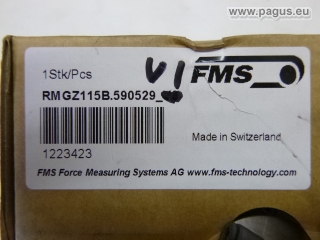 www.pagus.eu
1Stk/Pcs
V1
FMS
RMGZ115B.590529_
Made in Switzerland
1223423
FMS Force Measuring Systems AG www.fms-technology.com